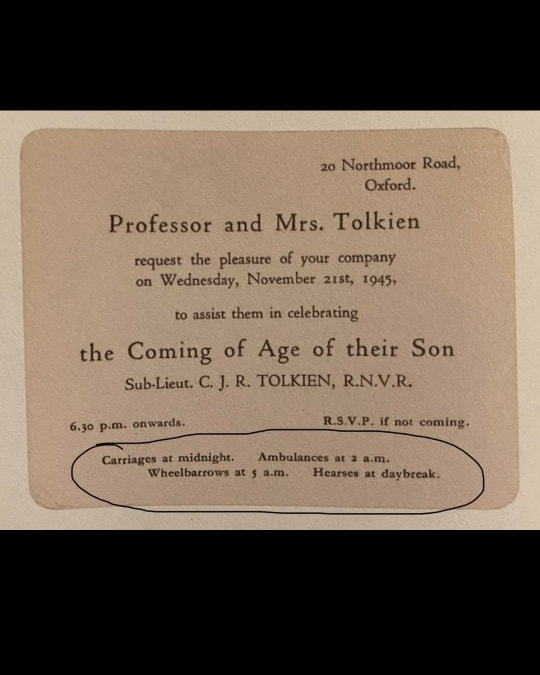 20 Northmoor Road,
Oxford.
Professor and Mrs. Tolkien
request the pleasure of your company
on Wednesday, November 21st, 1945,
to assist them in celebrating
the Coming of Age of their Son
Sub-Lieut. C. J. R. TOLKIEN, R.N.V.R.
6.30 p.m. onwards. R.S.V.P. if not coming.
Carriages at midnight. Ambulances at 2 a.m.
Wheelbarrows at 5 a.m. Hearses at daybreak.